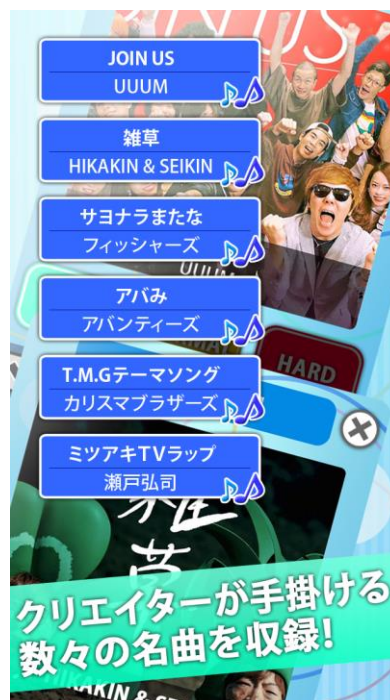 JOIN US
UUUM
雑草
HIKAKIN & SEIKIN
サヨナラまたな
フィッシャーズ
UUUM
アバみ
アバンティーズ
HARD
T.M.Gテーマソング
カリスマブラザーズ
ミツアキTVラップ
瀬戸弘司
クリエイターが手掛ける
数々の名曲を収録!